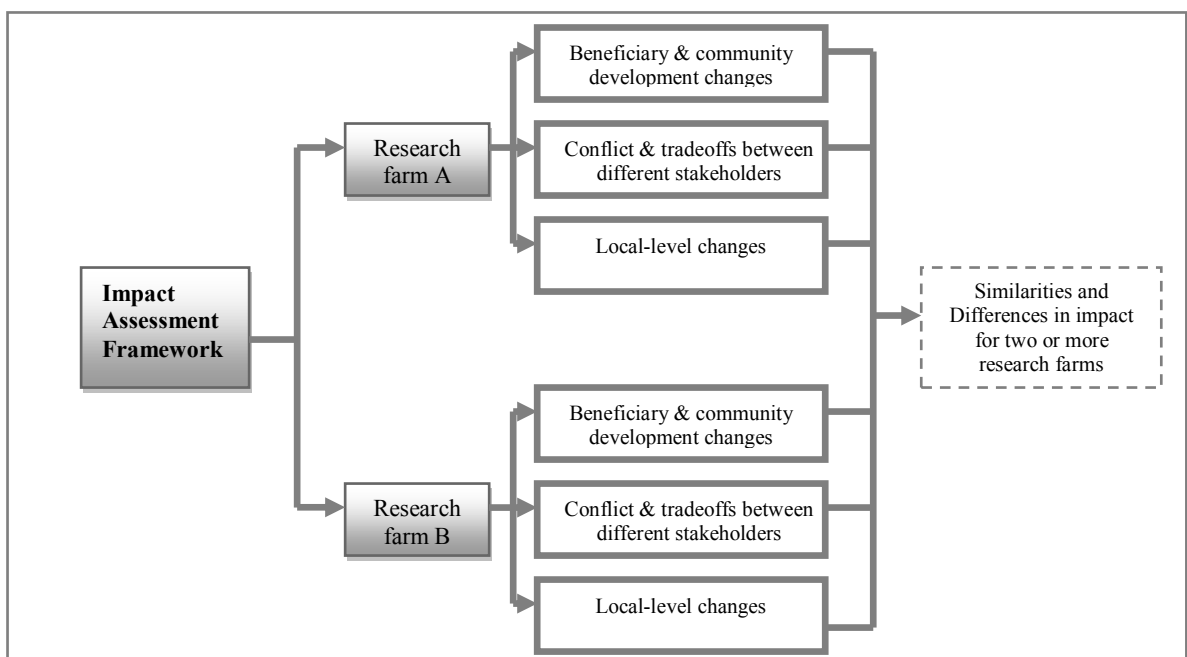 Impact
Assessment
Framework
Research
farm A
Beneficiary & community
development changes
Conflict & tradeoffs between
different stakeholders
Local-level changes
Research
farm B
Beneficiary & community
development changes
Conflict & tradeoffs between
different stakeholders
Local-level changes
Similarities and
Differences in impact
for two or more
research farms